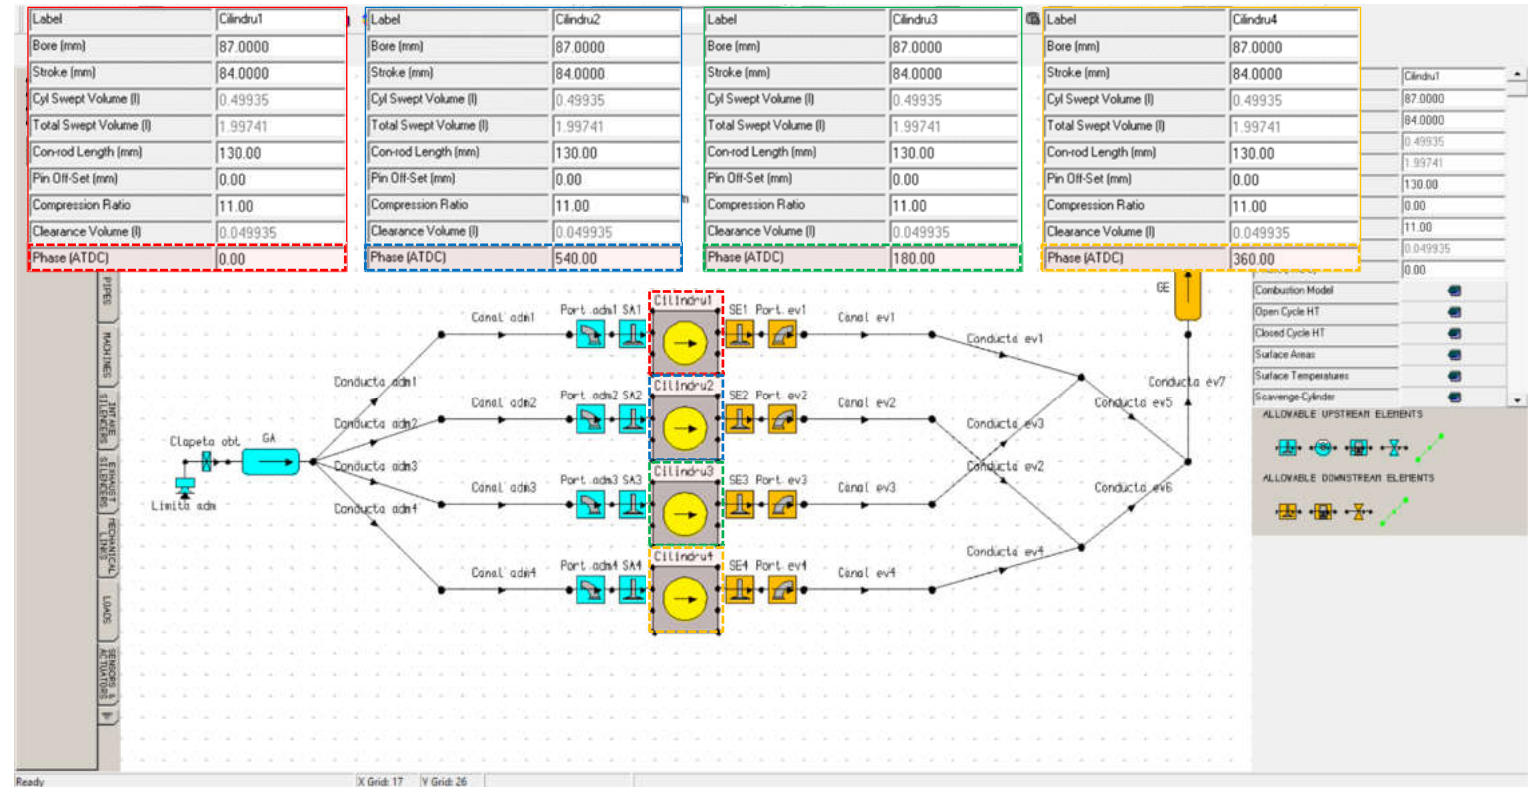 Label Cilindru1 Label Cilindru2 Label Cilindru3 Label Cilindru4
Bore (mm) 87.0000 Bore (mm) 87.0000 Bore (mm) 87.0000 Bore (mm) 87.0000
Stroke (mm) 84.0000 Stroke (mm) 84.0000 Stroke (mm) 84.0000 Stroke (mm) 84.0000
Cyl Swept Volume (l) 0.49935 Cyl Swept Volume (l) 0.49935 Cyl Swept Volume (l) 0.49935 Cyl Swept Volume (l) 0.49935
Total Swept Volume (l) 1.99741 Total Swept Volume (l) 1.99741 Total Swept Volume (l) 1.99741 Total Swept Volume (l) 1.99741
Con-rod Length (mm) 130.00 Con-rod Length (mm) 130.00 Con-rod Length (mm) 130.00 Con-rod Length (mm) 130.00
Pin Off-Set (mm) 0.00 Pin Off-Set (mm) 0.00 Pin Off-Set (mm) 0.00 Pin Off-Set (mm) 0.00
Compression Ratio 11.00 Compression Ratio 11.00 Compression Ratio 11.00 Compression Ratio 11.00
Clearance Volume (l) 0.049935 Clearance Volume (l) 0.049935 Clearance Volume (l) 0.049935 Clearance Volume (l) 0.049935
Phase (ATDC) 0.00 Phase (ATDC) 540.00 Phase (ATDC) 180.00 Phase (ATDC) 360.00
Cilindru1
87.0000
84.0000
0.49935
1.99741
130.00
0.00
11.00
0.049935
0.00
Combustion Model
Open Cycle HT
Closed Cycle HT
Surface Areas
Surface Temperatures
Scavenge-Cylinder
ALLOWABLE UPSTREAM ELEMENTS
ALLOWABLE DOWNSTREAM ELEMENTS
PIPES
MACHINES
INTAKE SILENCERS
EXHAUST SILENCERS
MECHANICAL LINKS
LOADS
SENSORS & ACTUATORS
GE
Canal adm1 Port adm1 SA1 Cilindru1 SE1 Port ev1 Canal ev1
Conducta ev1
Conducta adm1 Cilindru2 Conducta ev7
Canal adm2 Port adm2 SA2 SE2 Port ev2 Canal ev2 Conducta ev5
Conducta adm2 Conducta ev3
Clapeta obt GA
Conducta adm3 Cilindru3 Conducta ev2
Canal adm3 Port adm3 SA3 SE3 Port ev3 Canal ev3 Conducta ev6
Limita adm Conducta adm4
Cilindru4 Conducta ev4
Canal adm4 Port adm4 SA4 SE4 Port ev4 Canal ev4
Ready X Grid: 17 Y Grid: 26